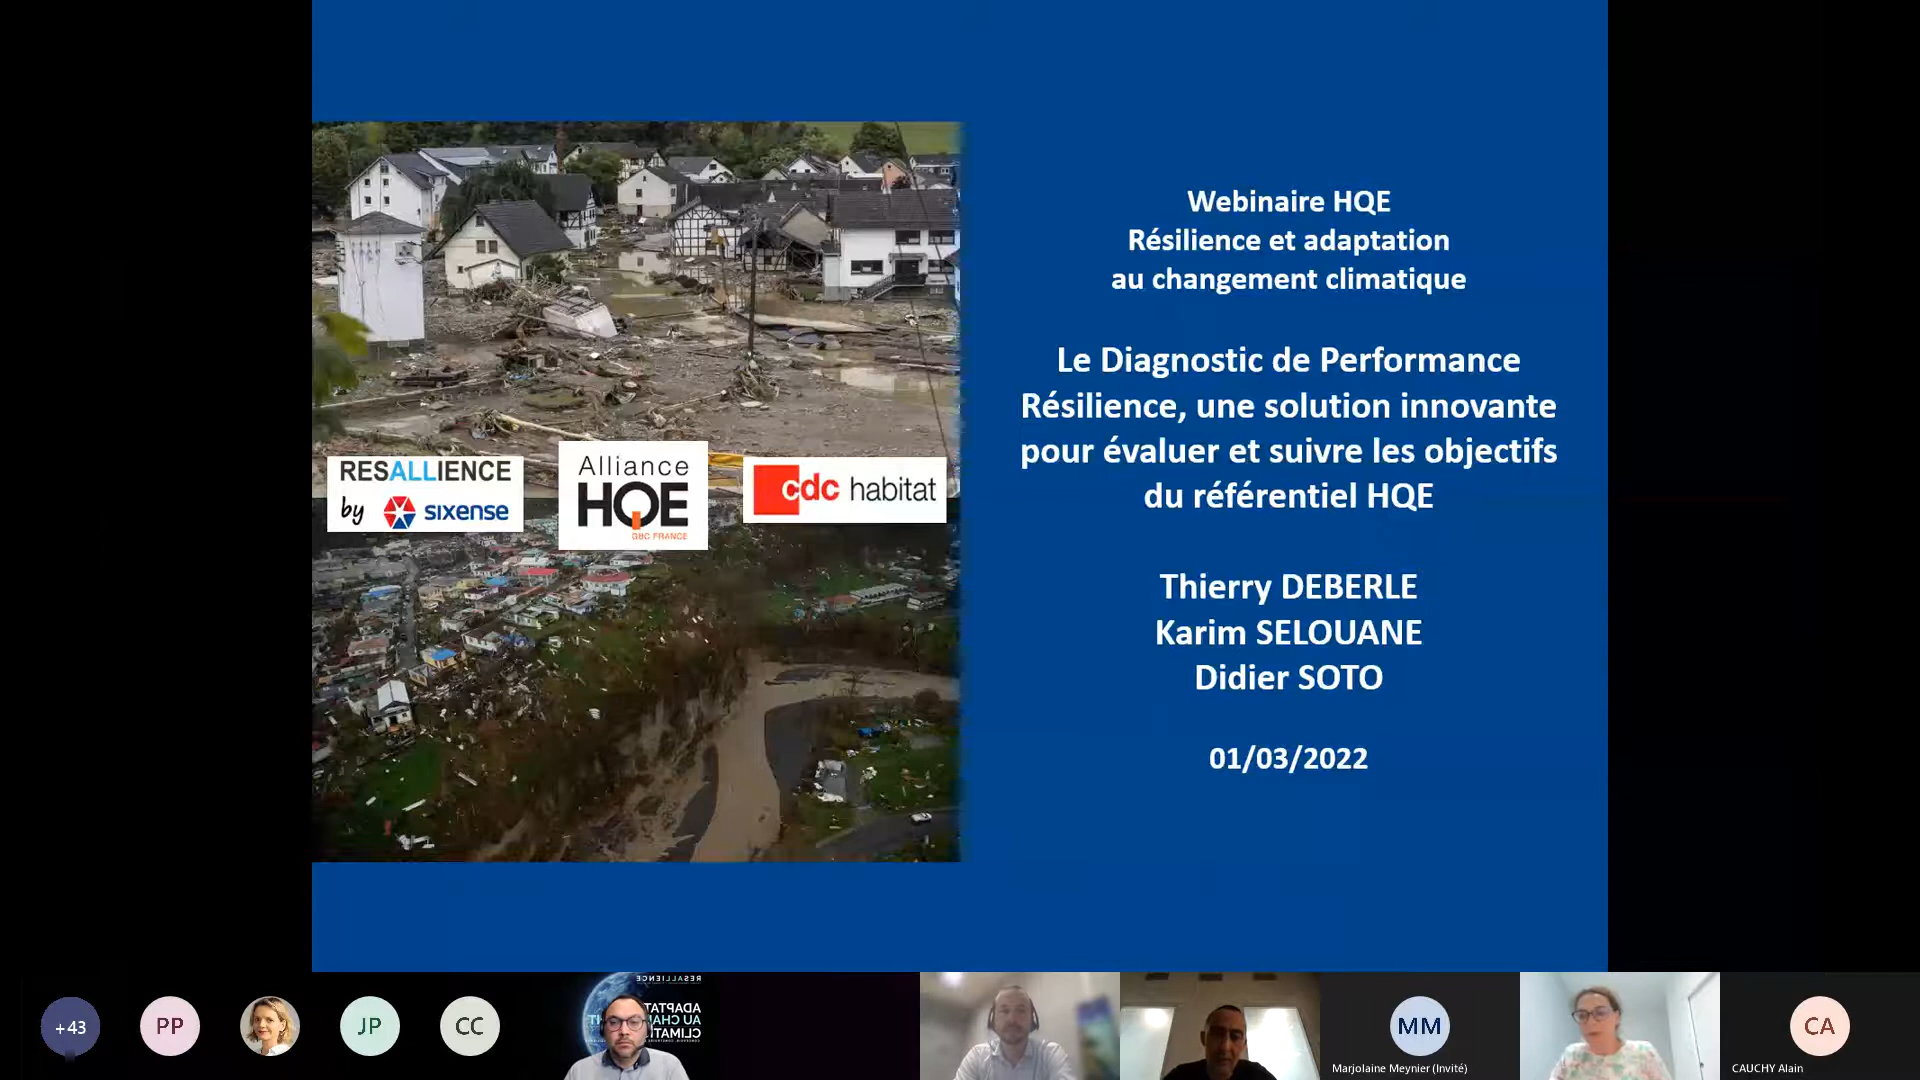 Webinaire HQE
Résilience et adaptation
au changement climatique
Le Diagnostic de Performance
Résilience, une solution innovante
pour évaluer et suivre les objectifs
du référentiel HQE
Thierry DEBERLE
Karim SELOUANE
Didier SOTO
01/03/2022
RESALLIENCE
by sixense
Alliance
HQE
GBC FRANCE
cdc habitat
+43
PP
JP
CC
RESALLIENCE
MM
Marjolaine Meynier (Invité)
CA
CAUCHY Alain